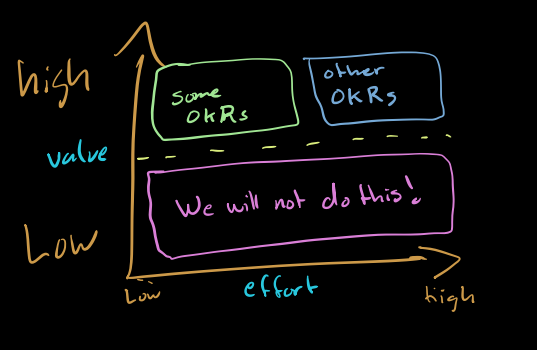 high
some
OKRs
other
OKRs
value
We will not do this!
Low
Low
effort
high